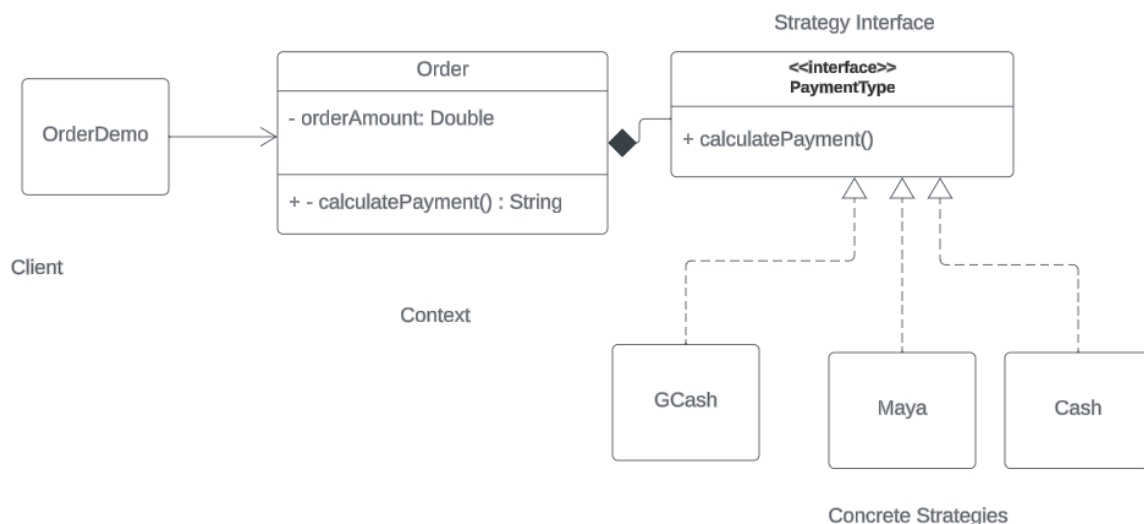 Strategy Interface
Order
<<interface>>
PaymentType
OrderDemo
- orderAmount: Double
+ calculatePayment()
+ - calculatePayment() : String
Client
Context
GCash
Maya
Cash
Concrete Strategies